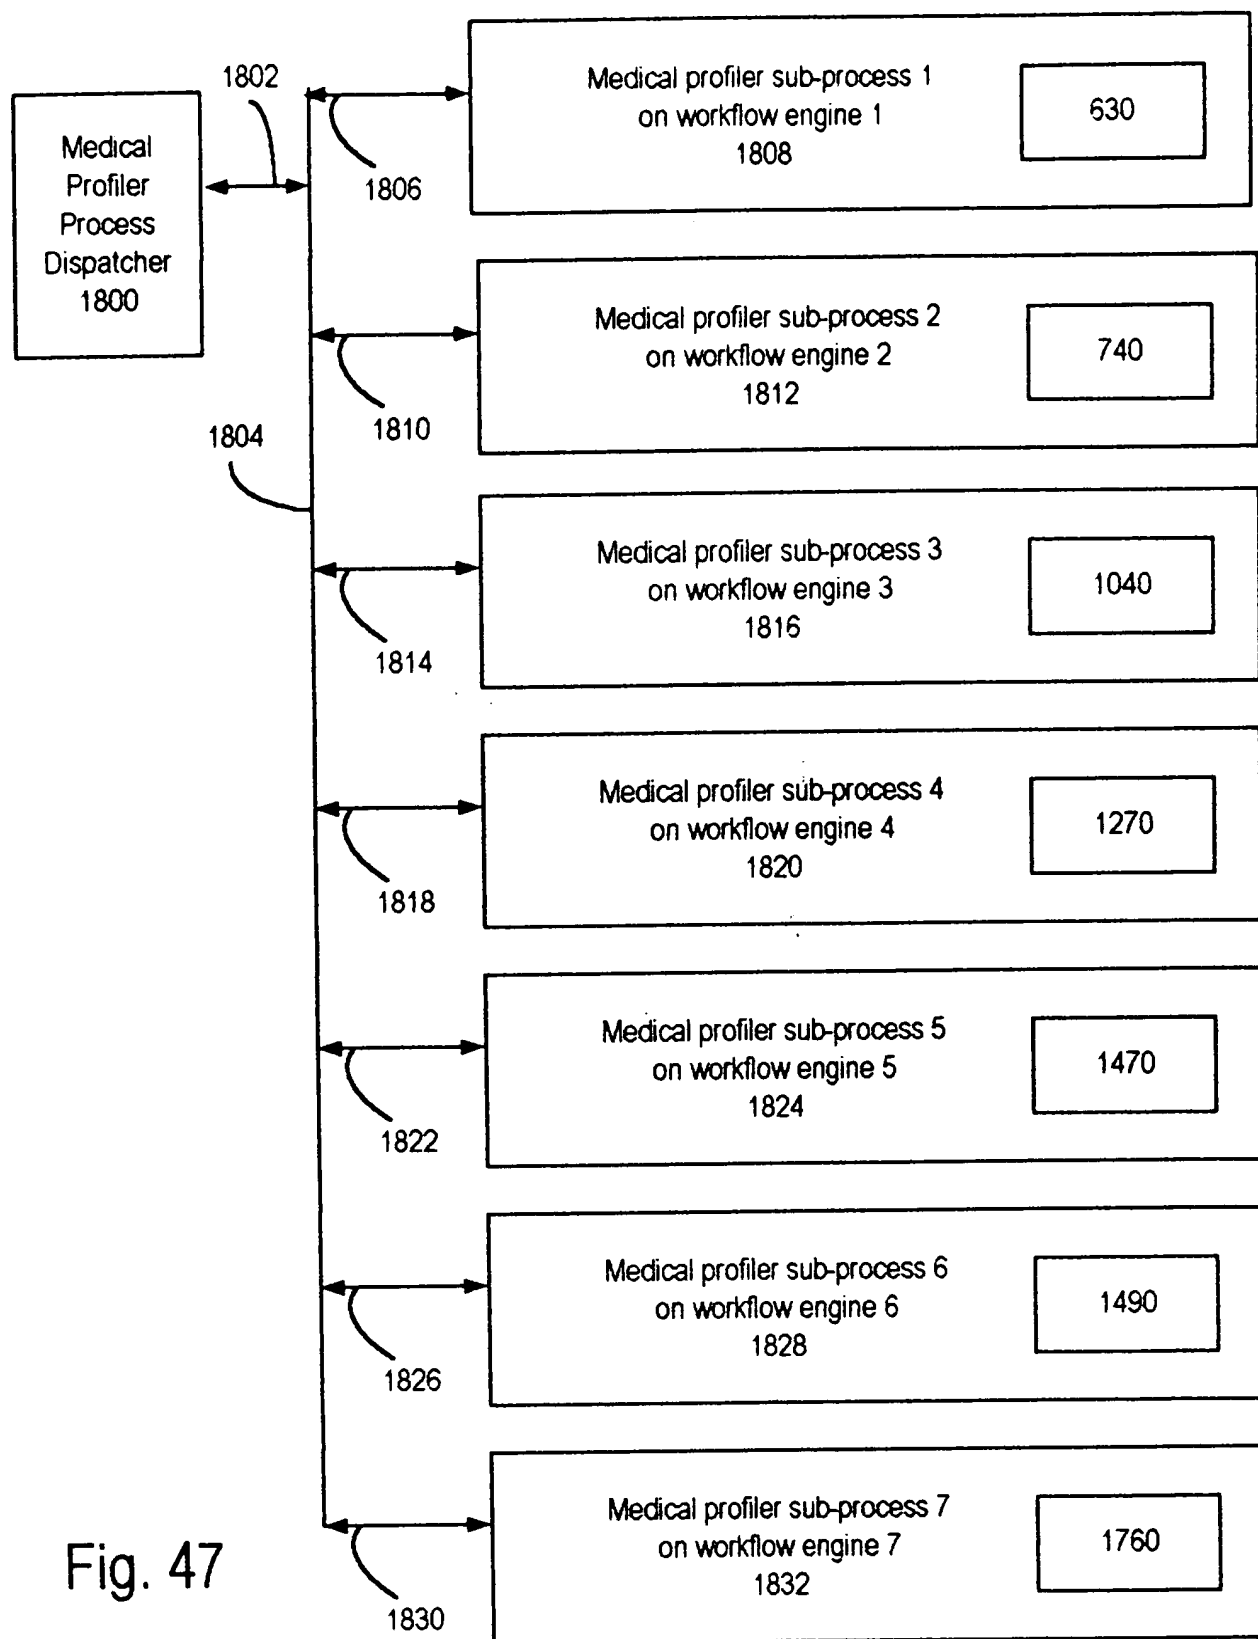 1802
Medical
Profiler
Process
Dispatcher
1800
Medical profiler sub-process 1
on workflow engine 1
1808
630
1806
Medical profiler sub-process 2
on workflow engine 2
1812
740
1810
1804
Medical profiler sub-process 3
on workflow engine 3
1816
1040
1814
Medical profiler sub-process 4
on workflow engine 4
1820
1270
1818
Medical profiler sub-process 5
on workflow engine 5
1824
1470
1822
Medical profiler sub-process 6
on workflow engine 6
1828
1490
1826
Medical profiler sub-process 7
on workflow engine 7
1832
1760
1830
Fig. 47